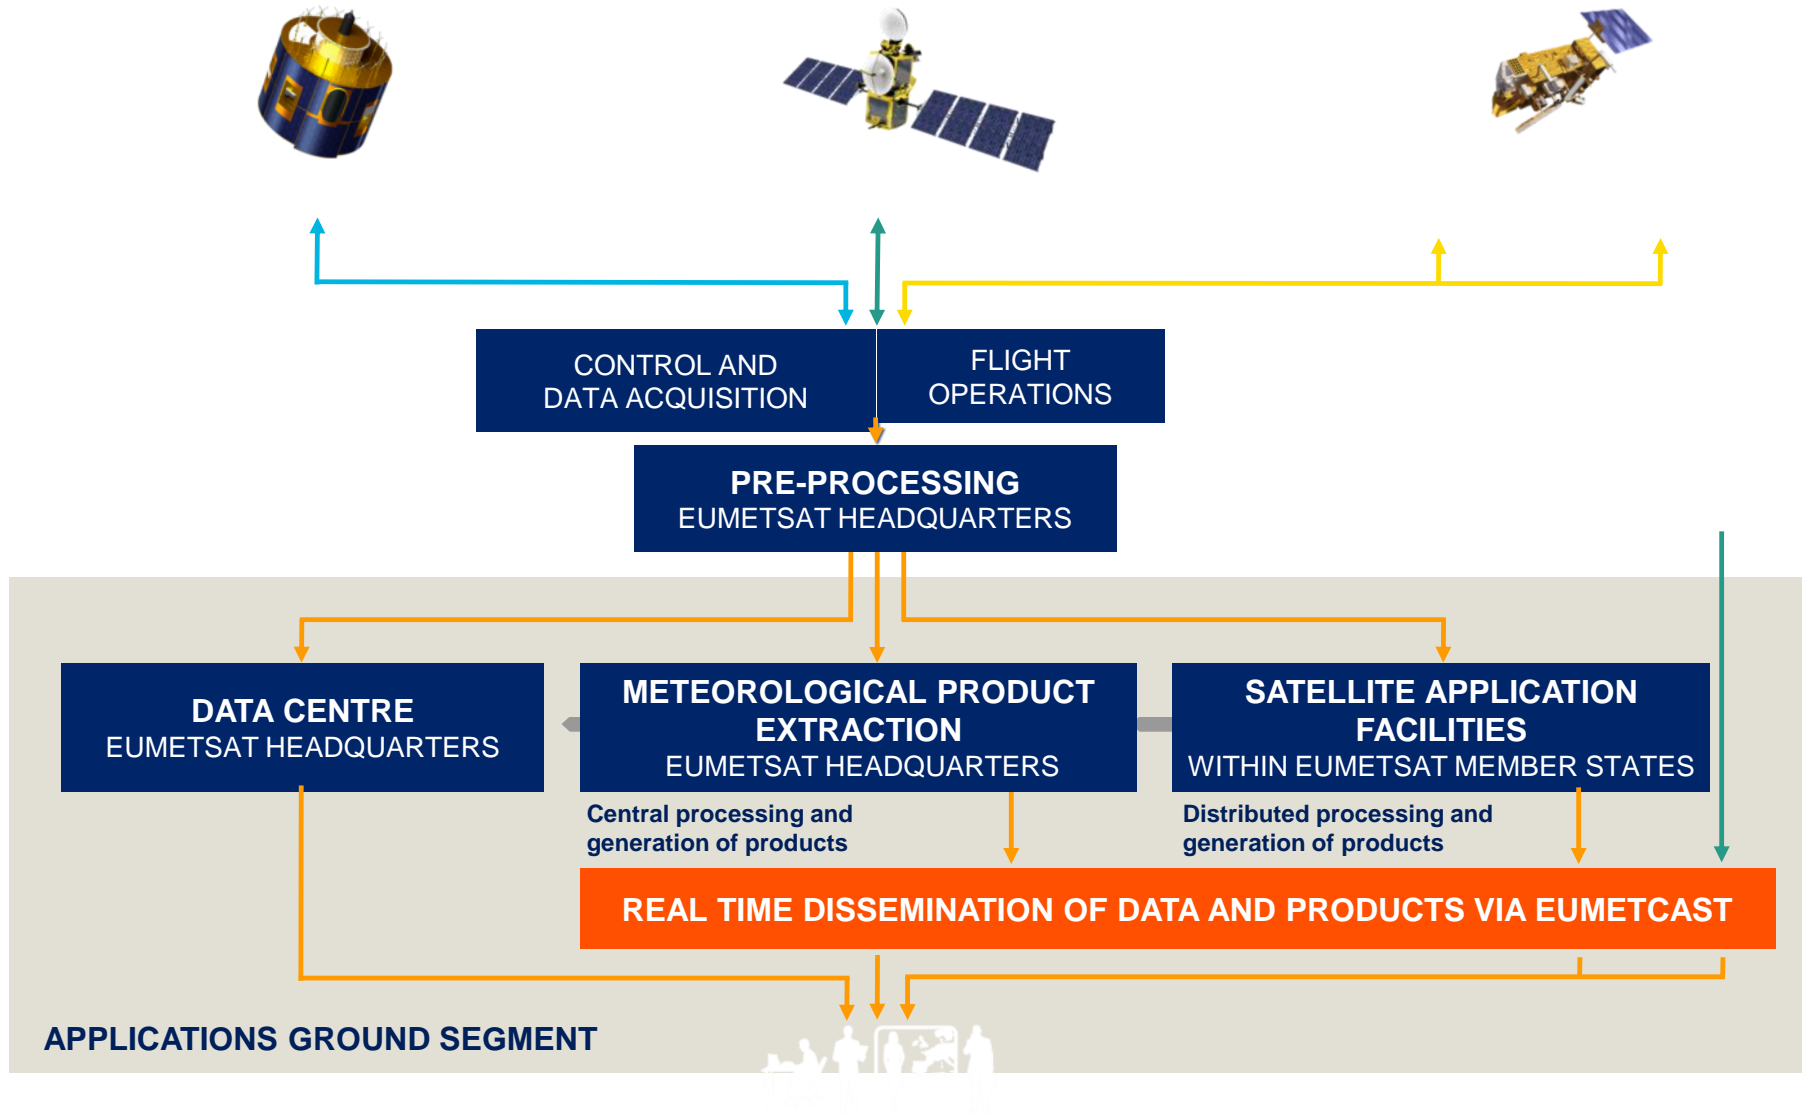 CONTROL AND
DATA ACQUISITION
FLIGHT
OPERATIONS
PRE-PROCESSING
EUMETSAT HEADQUARTERS
DATA CENTRE
EUMETSAT HEADQUARTERS
METEOROLOGICAL PRODUCT
EXTRACTION
EUMETSAT HEADQUARTERS
SATELLITE APPLICATION
FACILITIES
WITHIN EUMETSAT MEMBER STATES
Central processing and
generation of products
Distributed processing and
generation of products
REAL TIME DISSEMINATION OF DATA AND PRODUCTS VIA EUMETCAST
APPLICATIONS GROUND SEGMENT